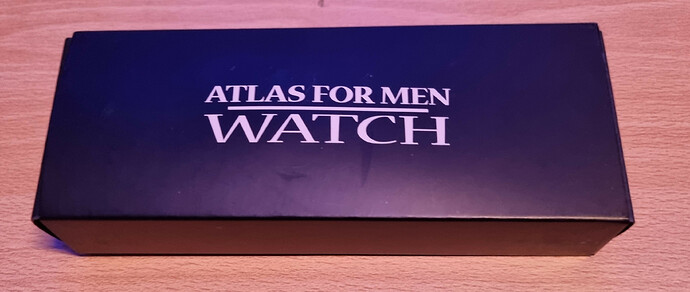 ATLAS FOR MEN
WATCH